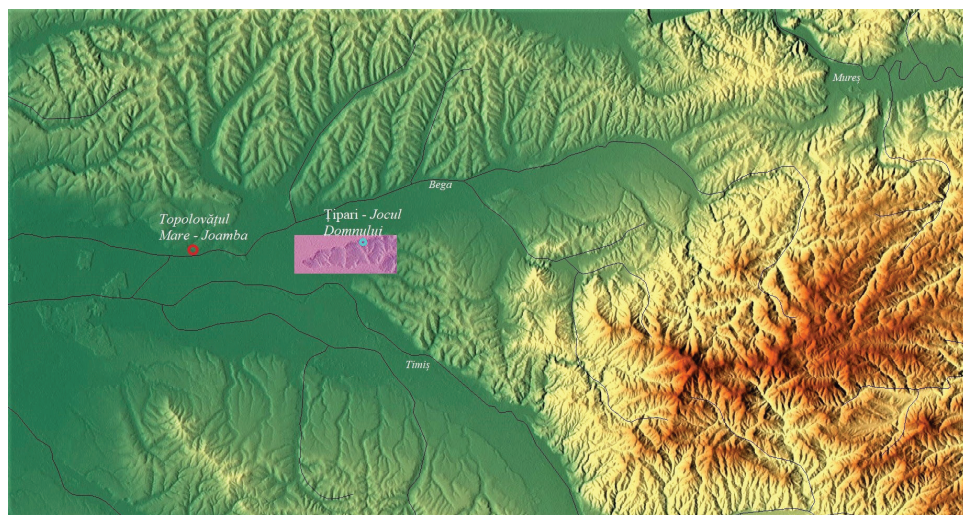 Mureș
Bega
Topolovățul
Mare - Joamba
Țipari - Jocul
Domnului
Timiș